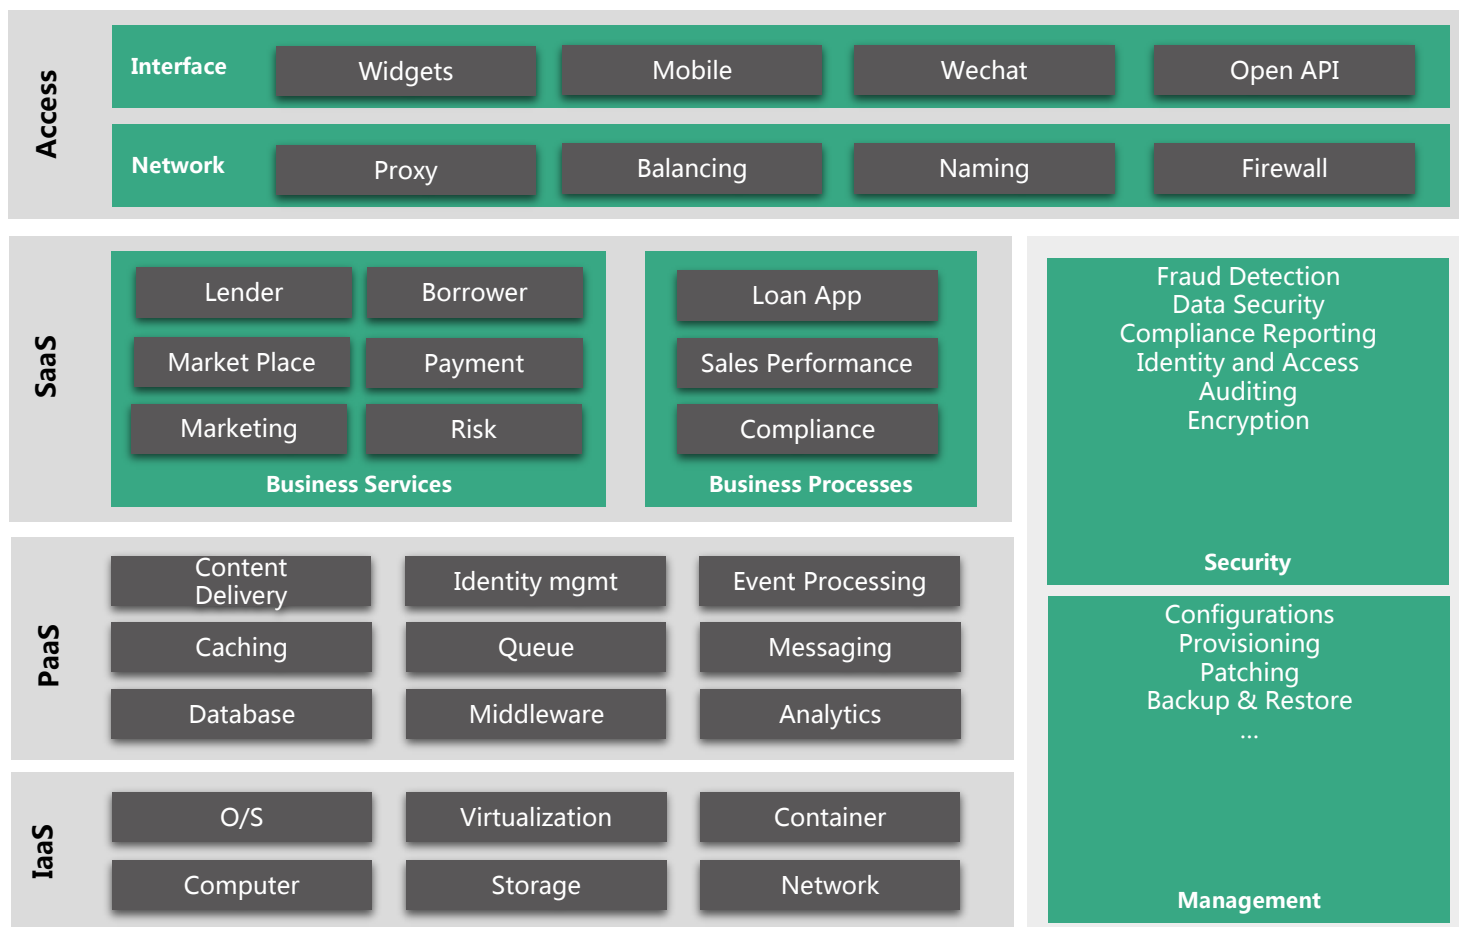 Access
Interface
Widgets
Mobile
Wechat
Open API
Network
Proxy
Balancing
Naming
Firewall
SaaS
Lender
Borrower
Market Place
Payment
Marketing
Risk
Business Services
Loan App
Sales Performance
Compliance
Business Processes
PaaS
Content
Delivery
Identity mgmt
Event Processing
Caching
Queue
Messaging
Database
Middleware
Analytics
IaaS
O/S
Virtualization
Container
Computer
Storage
Network
Fraud Detection
Data Security
Compliance Reporting
Identity and Access
Auditing
Encryption
Security
Configurations
Provisioning
Patching
Backup & Restore
...
Management